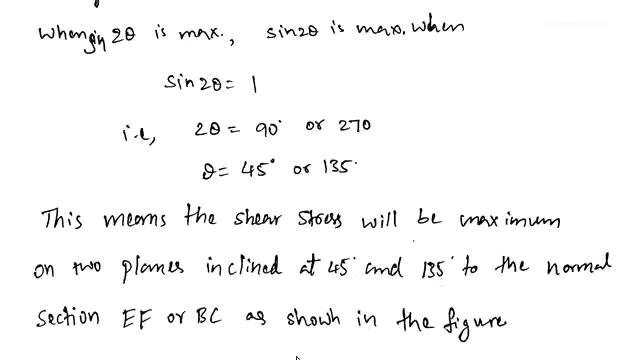 When sin 2θ is max., sin2θ is max. when
sin 2θ = 1
i.e, 2θ = 90° or 270
θ = 45° or 135°
This means the shear stress will be maximum
on two planes inclined at 45° and 135° to the normal
section EF or BC as shown in the figure